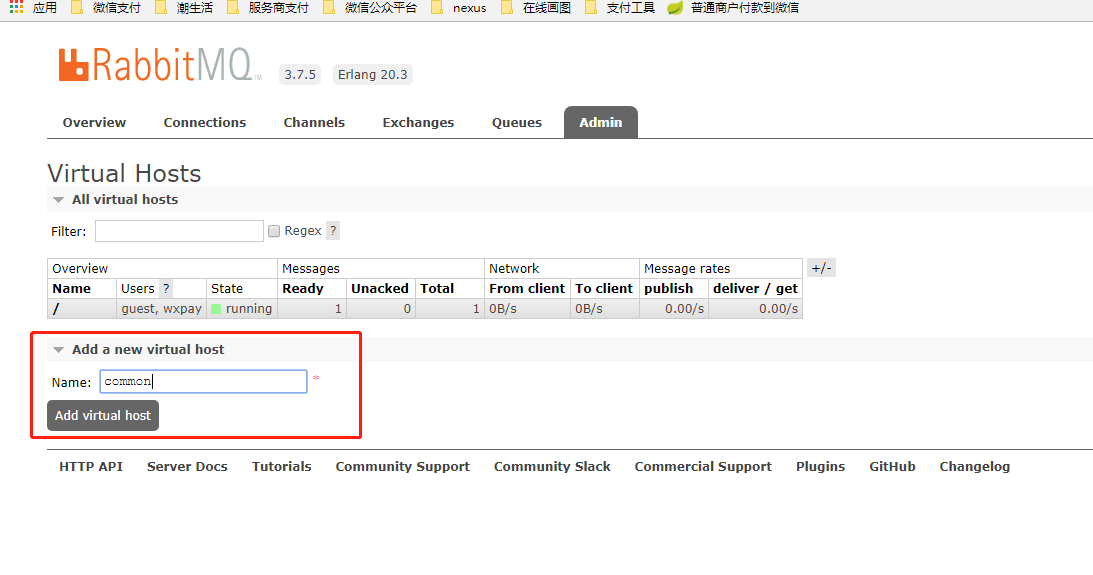 应用 微信支付 潮生活 服务商支付 微信公众平台 nexus 在线画图 支付工具 普通商户付款到微信
RabbitMQ TM 3.7.5 Erlang 20.3
Overview Connections Channels Exchanges Queues Admin
Virtual Hosts
All virtual hosts
Filter: Regex ?
Overview Messages Network Message rates +/-
Name Users ? State Ready Unacked Total From client To client publish deliver / get
/ guest, wxpay running 1 0 1 0B/s 0B/s 0.00/s 0.00/s
Add a new virtual host
Name: common *
Add virtual host
HTTP API Server Docs Tutorials Community Support Community Slack Commercial Support Plugins GitHub Changelog